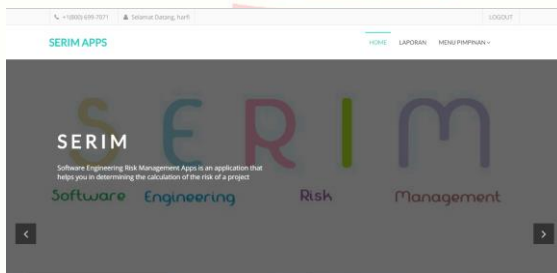 +1(800) 699-7071 Selamat Datang, harfi LOGOUT
SERIM APPS HOME LAPORAN MENU PIMPINAN
SERIM
SERIM
Software Engineering Risk Management Apps is an application that
helps you in determining the calculation of the risk of a project
Software Engineering Risk Management